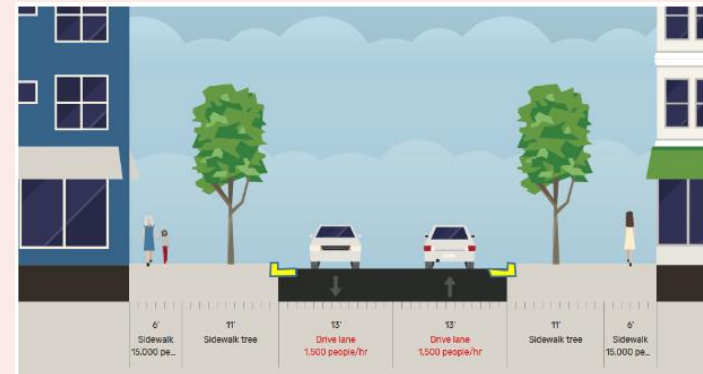 6'
Sidewalk
15,000 pe...
11'
Sidewalk tree
13'
Drive lane
1,500 people/hr
13'
Drive lane
1,500 people/hr
11'
Sidewalk tree
6'
Sidewalk
15,000 pe...